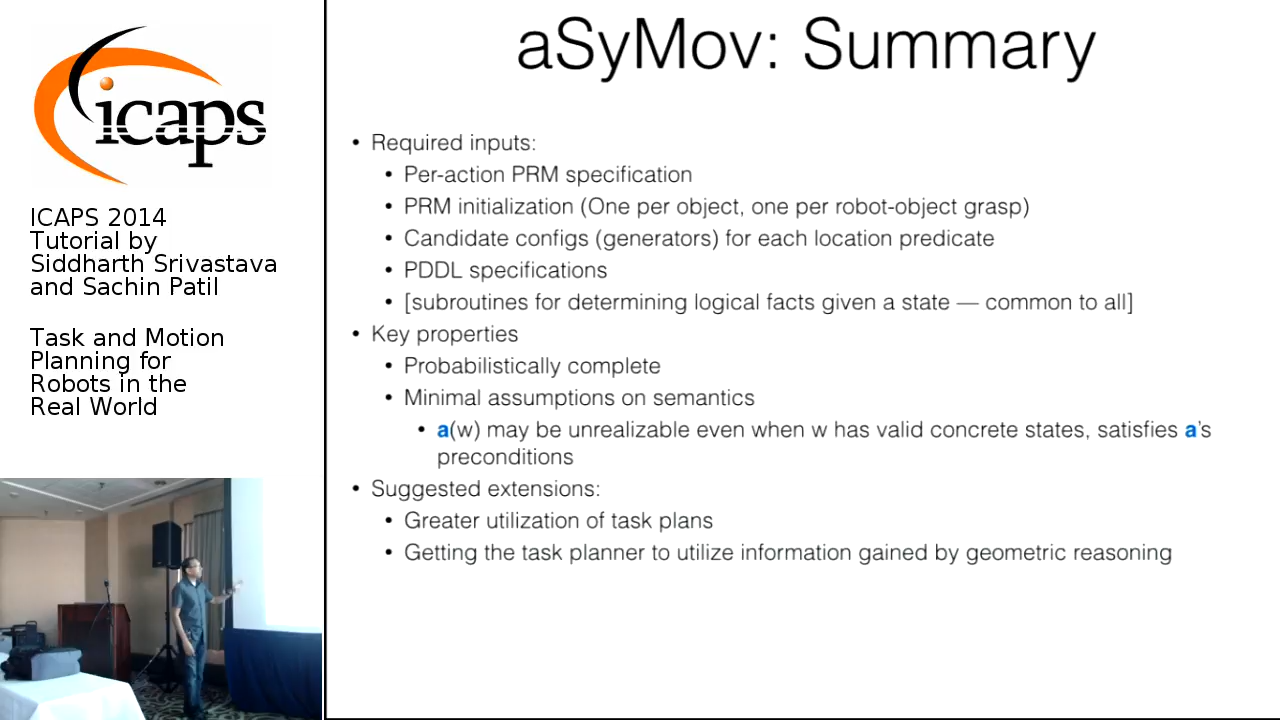 icaps
ICAPS 2014
Tutorial by
Siddharth Srivastava
and Sachin Patil
Task and Motion
Planning for
Robots in the
Real World
aSyMov: Summary
• Required inputs:
• Per-action PRM specification
• PRM initialization (One per object, one per robot-object grasp)
• Candidate configs (generators) for each location predicate
• PDDL specifications
• [subroutines for determining logical facts given a state — common to all]
• Key properties
• Probabilistically complete
• Minimal assumptions on semantics
• a(w) may be unrealizable even when w has valid concrete states, satisfies a's
preconditions
• Suggested extensions:
• Greater utilization of task plans
• Getting the task planner to utilize information gained by geometric reasoning